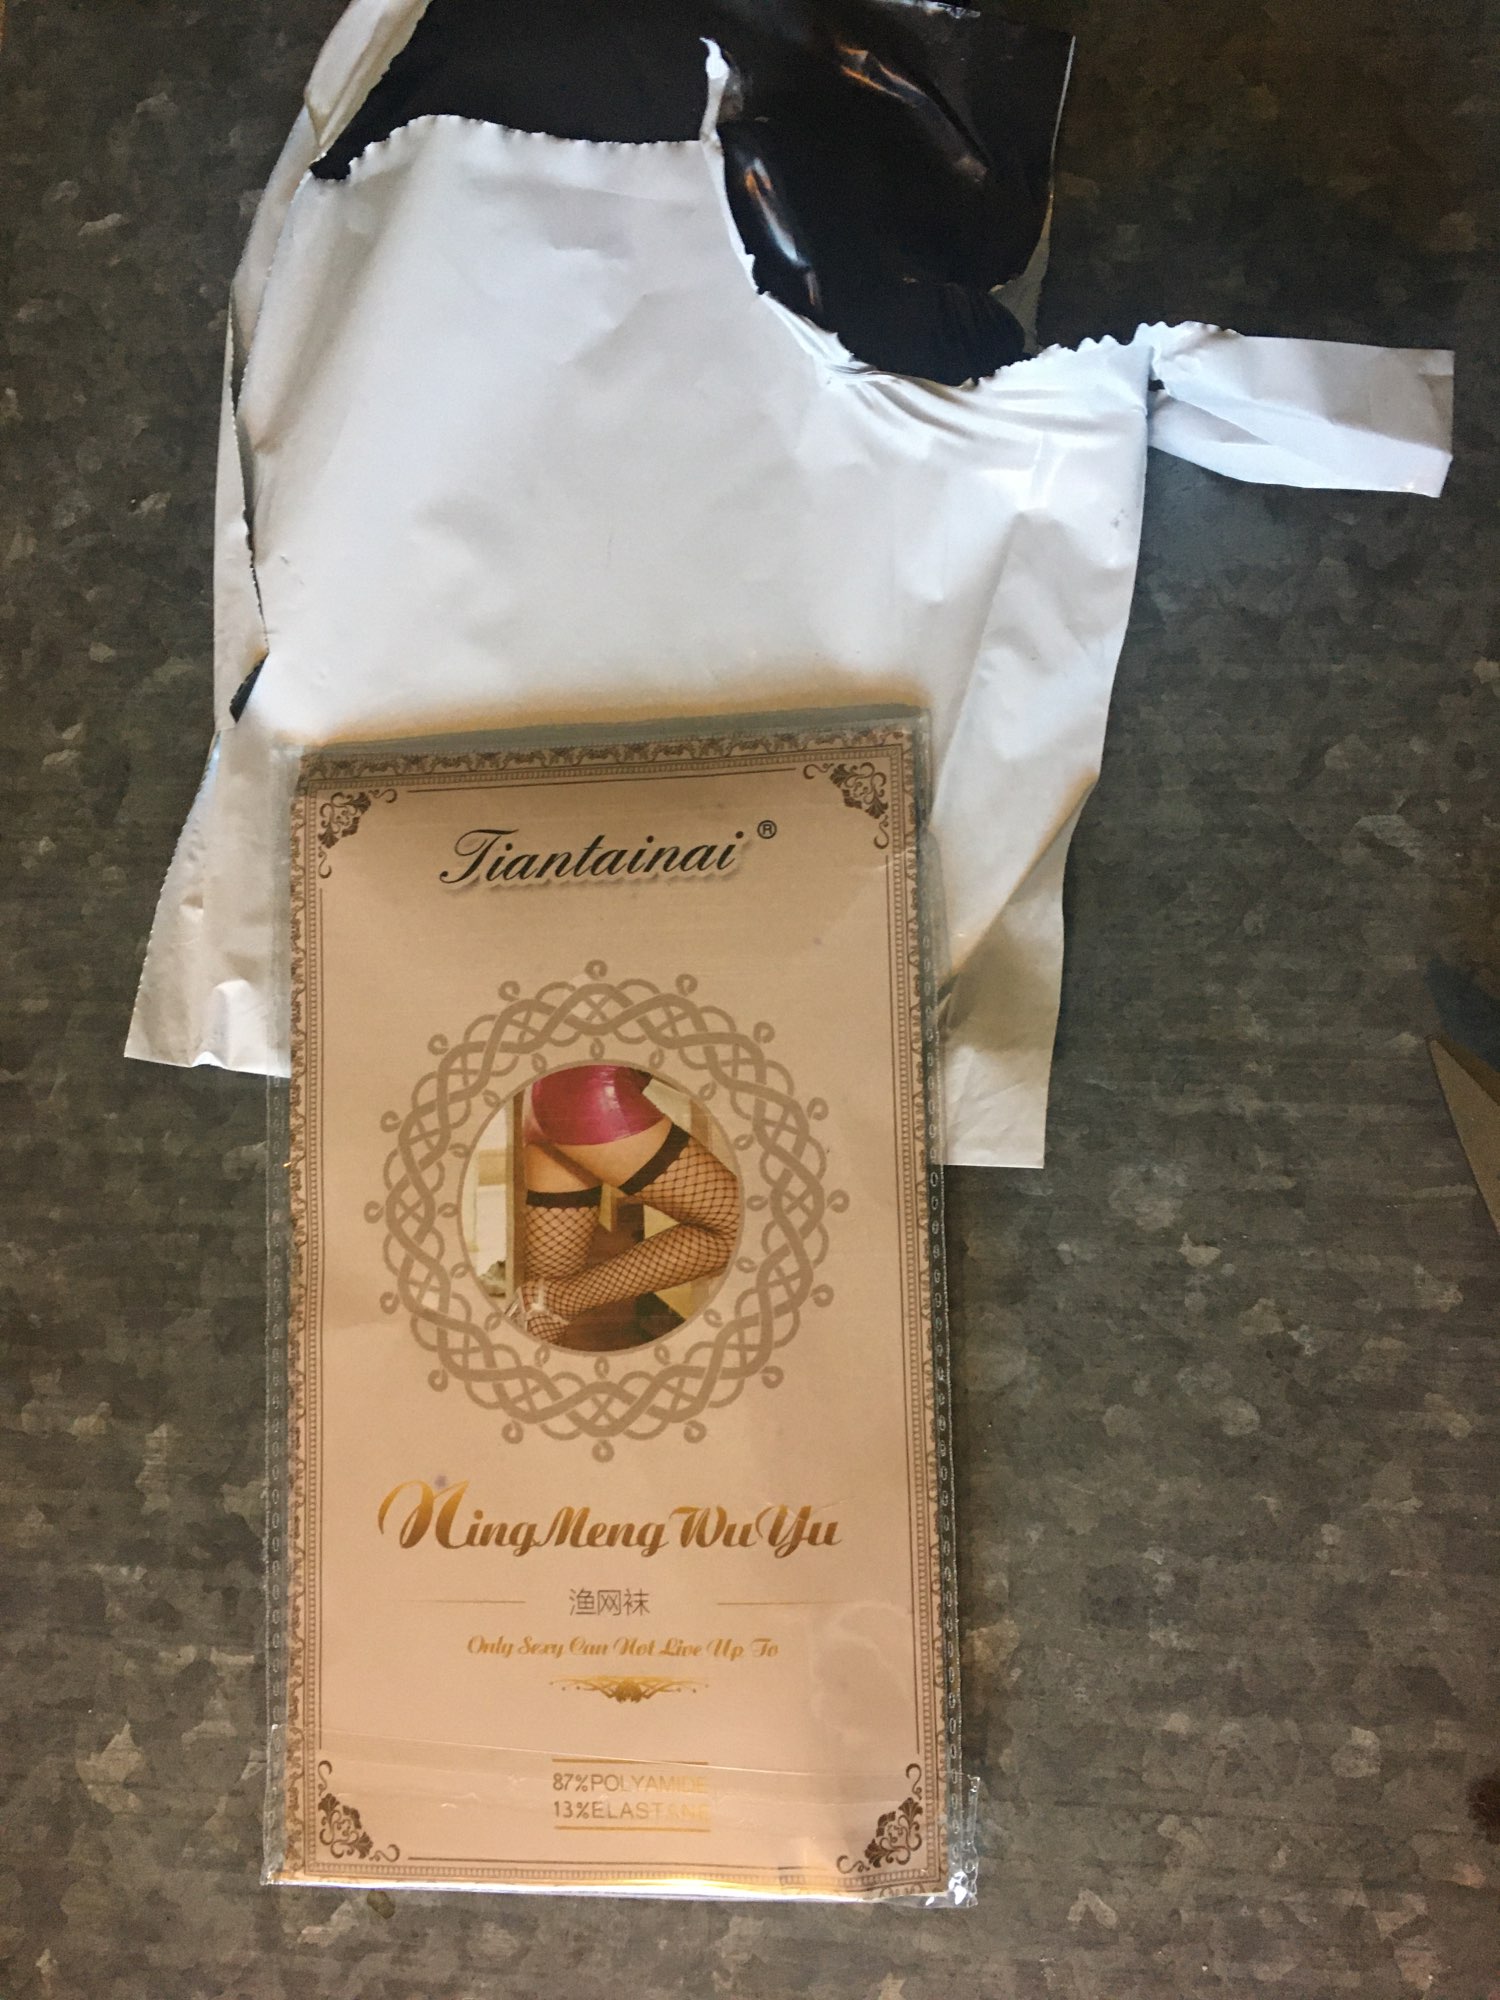 Tiantainai®
NingMengWuYu
渔网袜
Only Sexy Can Not Live Up To
87%POLYAMIDE
13%ELASTANE